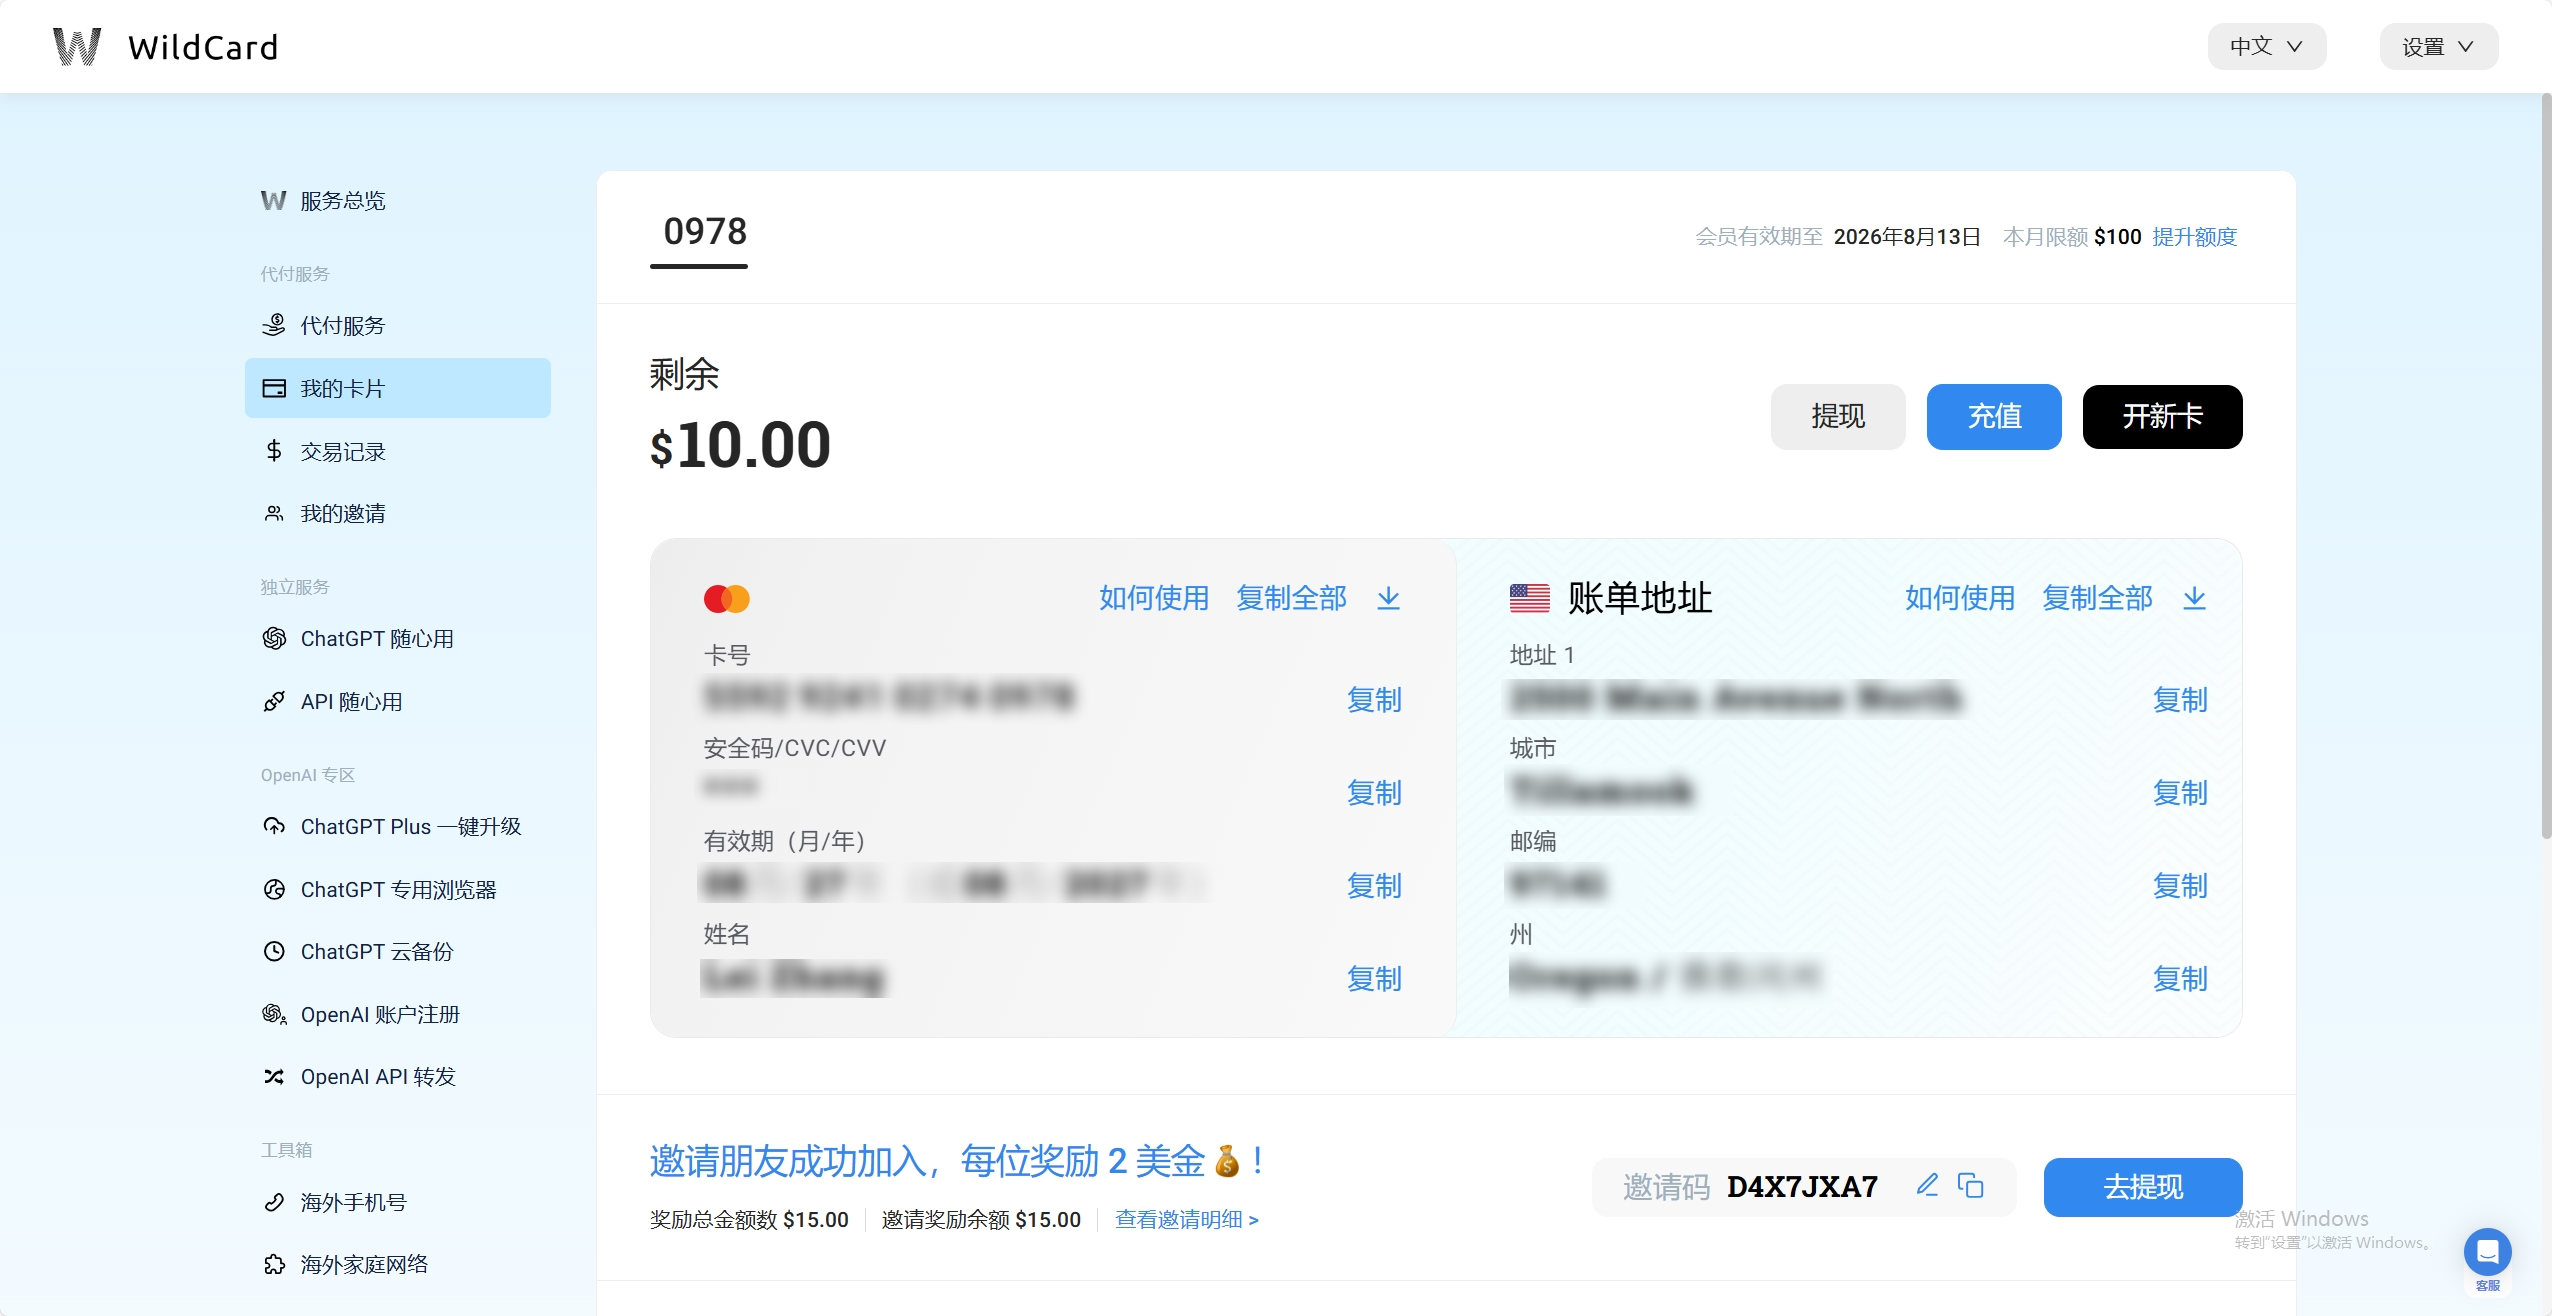 WildCard
中文
设置
服务总览
代付服务
代付服务
我的卡片
交易记录
我的邀请
独立服务
ChatGPT 随心用
API 随心用
OpenAI 专区
ChatGPT Plus 一键升级
ChatGPT 专用浏览器
ChatGPT 云备份
OpenAI 账户注册
OpenAI API 转发
工具箱
海外手机号
海外家庭网络
0978
会员有效期至 2026年8月13日 本月限额 $100 提升额度
剩余
$10.00
提现 充值 开新卡
如何使用 复制全部
卡号
复制
安全码/CVC/CVV
复制
有效期（月/年）
复制
姓名
复制
账单地址 如何使用 复制全部
地址 1
复制
城市
复制
邮编
复制
州
复制
邀请朋友成功加入，每位奖励 2 美金💰！
奖励总金额数 $15.00 邀请奖励余额 $15.00 查看邀请明细 >
邀请码 D4X7JXA7
去提现
激活 Windows
转到“设置”以激活 Windows。
客服